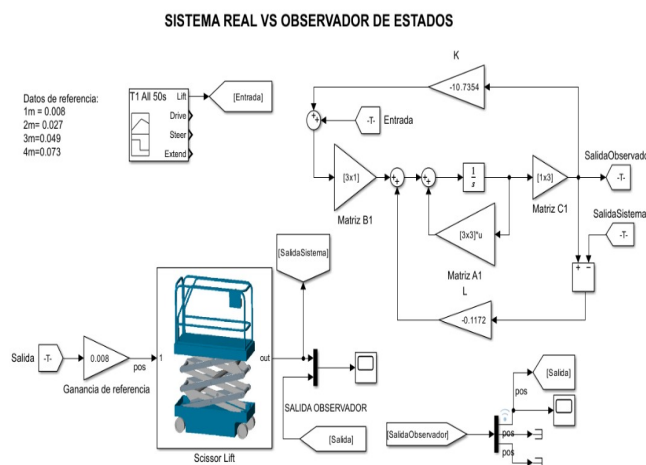 SISTEMA REAL VS OBSERVADOR DE ESTADOS
Datos de referencia:
1m = 0.008
2m= 0.027
3m=0.049
4m=0.073
T1 All 50s
Lift
Drive
Steer
Extend
[Entrada]
K
-10.7354
-T-
Entrada
[3x1]
Matriz B1
1
s
[1x3]
Matriz C1
SalidaObservado
-T-
SalidaSistema
-T-
[3x3]*u
Matriz A1
L
-0.1172
[SalidaSistema]
Salida
-T-
0.008
Ganancia de referencia
pos
1
out
Scissor Lift
SALIDA OBSERVADOR
[Salida]
[SalidaObservador]
pos
[Salida]
pos
pos